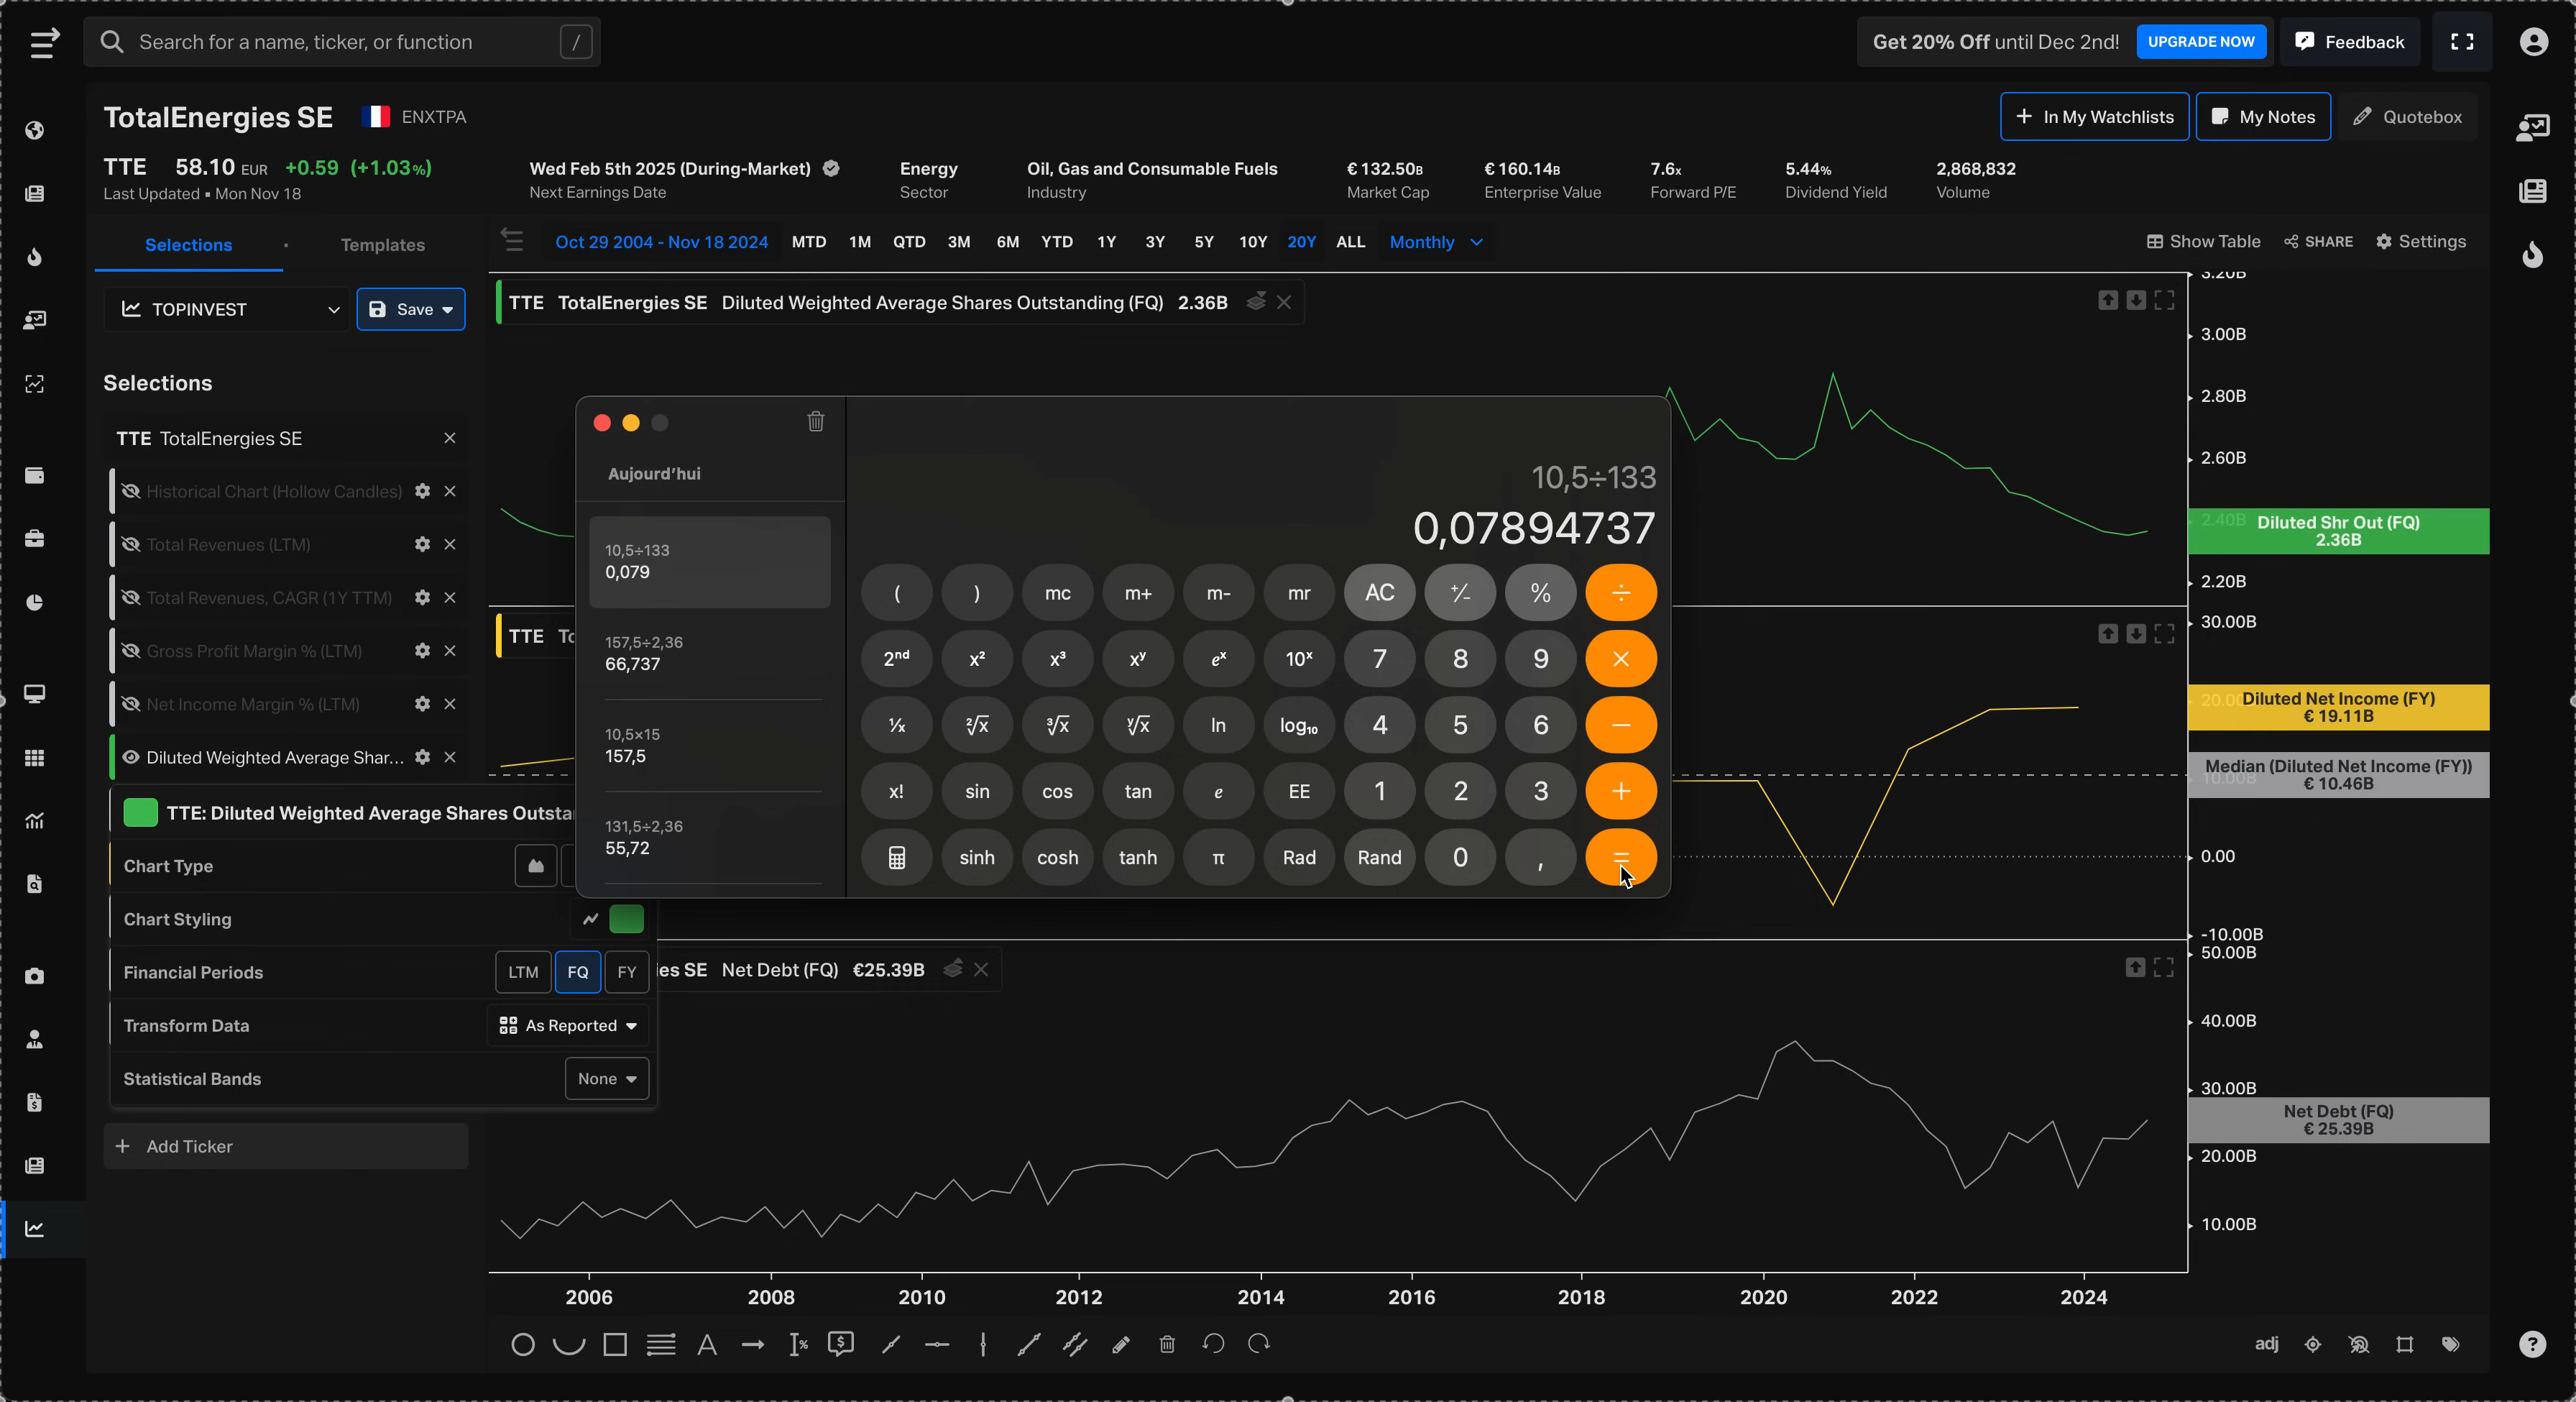 Search for a name, ticker, or function /
Get 20% Off until Dec 2nd! UPGRADE NOW Feedback
TotalEnergies SE ENXTPA
+ In My Watchlists My Notes Quotebox
TTE 58.10 EUR +0.59 (+1.03%)
Last Updated ▪ Mon Nov 18
Wed Feb 5th 2025 (During-Market)
Next Earnings Date
Energy
Sector
Oil, Gas and Consumable Fuels
Industry
€ 132.50B
Market Cap
€ 160.14B
Enterprise Value
7.6x
Forward P/E
5.44%
Dividend Yield
2,868,832
Volume
Selections Templates
Oct 29 2004 - Nov 18 2024 MTD 1M QTD 3M 6M YTD 1Y 3Y 5Y 10Y 20Y ALL Monthly
Show Table SHARE Settings
TOPINVEST Save
Selections
TTE TotalEnergies SE
Historical Chart (Hollow Candles)
Total Revenues (LTM)
Total Revenues, CAGR (1Y TTM)
Gross Profit Margin % (LTM)
Net Income Margin % (LTM)
Diluted Weighted Average Shar...
TTE: Diluted Weighted Average Shares Outsta
Chart Type
Chart Styling
Financial Periods LTM FQ FY
Transform Data As Reported
Statistical Bands None
+ Add Ticker
TTE TotalEnergies SE Diluted Weighted Average Shares Outstanding (FQ) 2.36B
3.20B
3.00B
2.80B
2.60B
2.40B
Diluted Shr Out (FQ)
2.36B
2.20B
TTE To
30.00B
20.00
Diluted Net Income (FY)
€ 19.11B
Median (Diluted Net Income (FY))
10.00B
€ 10.46B
0.00
-10.00B
ies SE Net Debt (FQ) €25.39B
50.00B
40.00B
30.00B
Net Debt (FQ)
€ 25.39B
20.00B
10.00B
Aujourd'hui
10,5÷133
0,079
157,5÷2,36
66,737
10,5×15
157,5
131,5÷2,36
55,72
10,5÷133
0,07894737
( ) mc m+ m- mr AC +/- % ÷
2nd x² x³ xʸ eˣ 10ˣ 7 8 9 ×
¹/x ²√x ³√x ʸ√x ln log₁₀ 4 5 6 −
x! sin cos tan e EE 1 2 3 +
sinh cosh tanh π Rad Rand 0 , =
2006 2008 2010 2012 2014 2016 2018 2020 2022 2024
A % $ adj ?